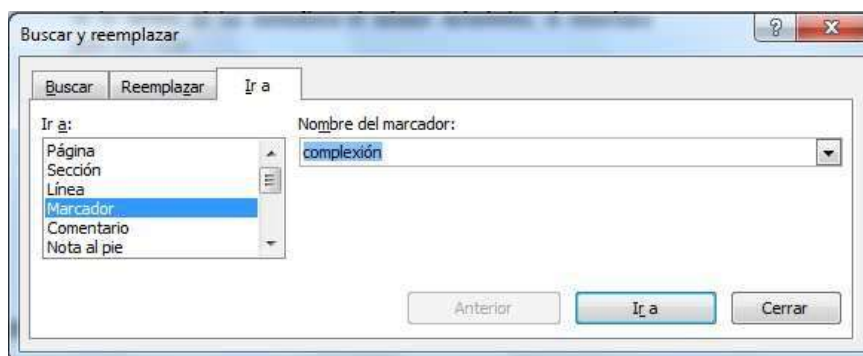 Buscar y reemplazar
Buscar Reemplazar Ir a
Ir a:
Página
Sección
Línea
Marcador
Comentario
Nota al pie
Nombre del marcador:
complexión
Anterior Ir a Cerrar